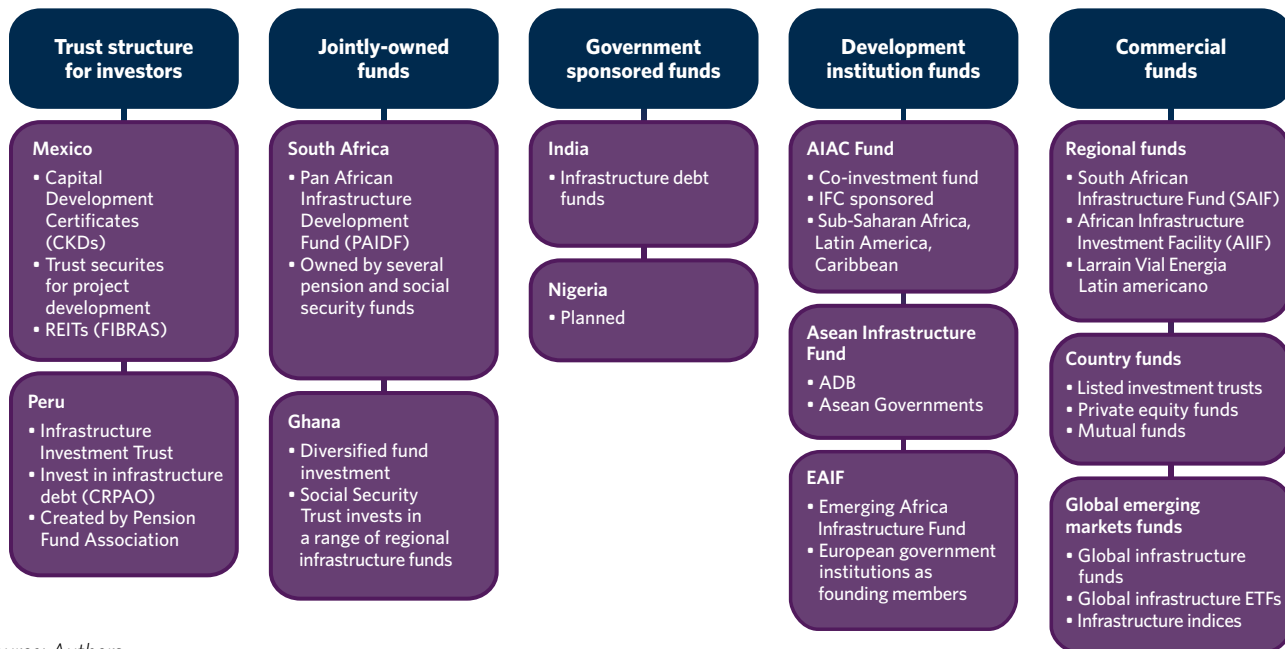 Trust structure
for investors
Mexico
▪ Capital
Development
Certificates
(CKDs)
▪ Trust securites
for project
development
▪ REITs (FIBRAS)
Peru
▪ Infrastructure
Investment Trust
▪ Invest in infrastructure
debt (CRPAO)
▪ Created by Pension
Fund Association
Jointly-owned
funds
South Africa
▪ Pan African
Infrastructure
Development
Fund (PAIDF)
▪ Owned by several
pension and social
security funds
Ghana
▪ Diversified fund
investment
▪ Social Security
Trust invests in
a range of regional
infrastructure funds
Government
sponsored funds
India
▪ Infrastructure debt
funds
Nigeria
▪ Planned
Development
institution funds
AIAC Fund
▪ Co-investment fund
▪ IFC sponsored
▪ Sub-Saharan Africa,
Latin America,
Caribbean
Asean Infrastructure
Fund
▪ ADB
▪ Asean Governments
EAIF
▪ Emerging Africa
Infrastructure Fund
▪ European government
institutions as
founding members
Commercial
funds
Regional funds
▪ South African
Infrastructure Fund (SAIF)
▪ African Infrastructure
Investment Facility (AIIF)
▪ Larrain Vial Energia
Latin americano
Country funds
▪ Listed investment trusts
▪ Private equity funds
▪ Mutual funds
Global emerging
markets funds
▪ Global infrastructure
funds
▪ Global infrastructure ETFs
▪ Infrastructure indices